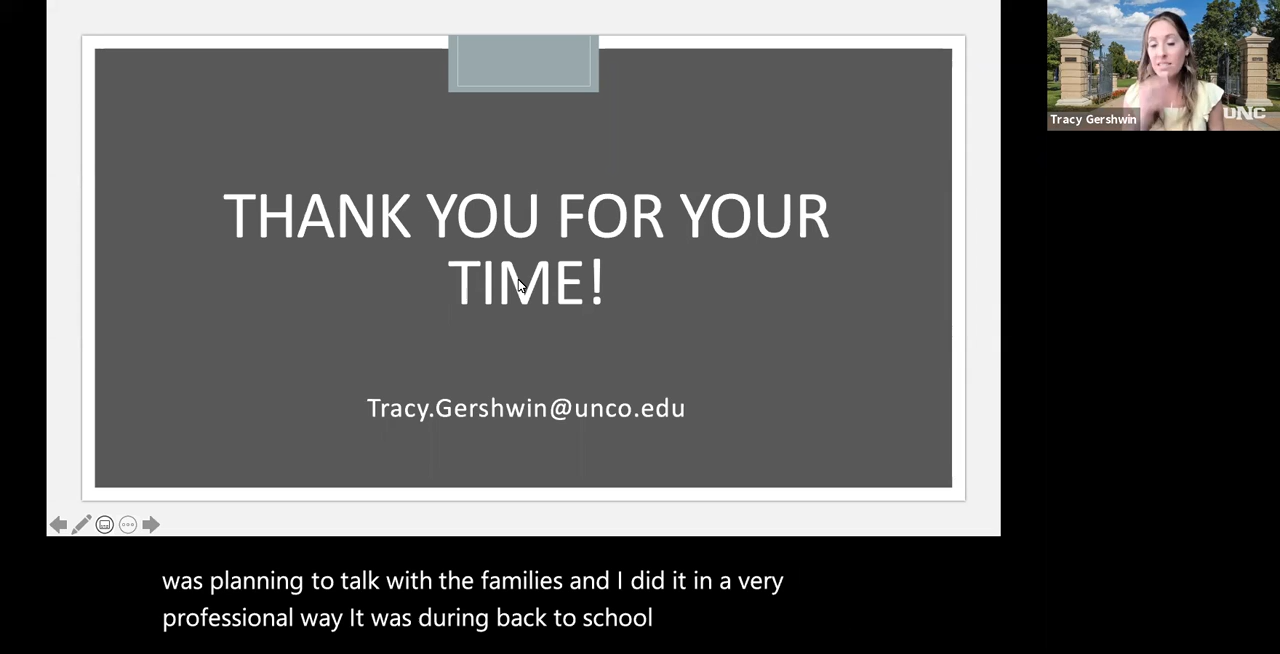 THANK YOU FOR YOUR
TIME!
Tracy.Gershwin@unco.edu
Tracy Gershwin
UNC
was planning to talk with the families and I did it in a very
professional way It was during back to school